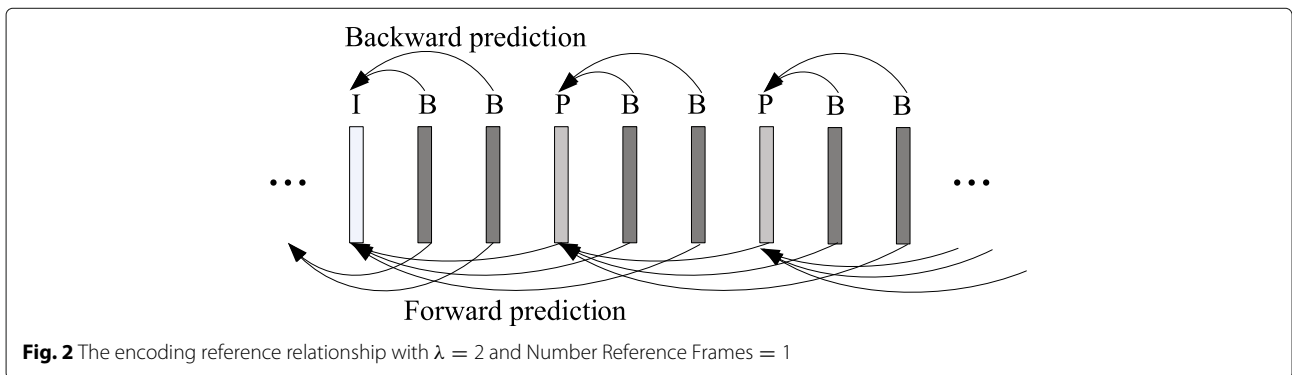 Backward prediction
I B B P B B P B B
... ...
Forward prediction
Fig. 2 The encoding reference relationship with λ = 2 and Number Reference Frames = 1